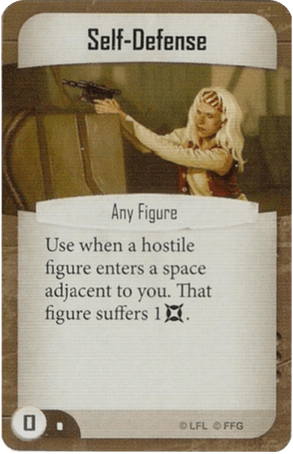 Self-Defense
Any Figure
Use when a hostile
figure enters a space
adjacent to you. That
figure suffers 1.
0
© LFL © FFG